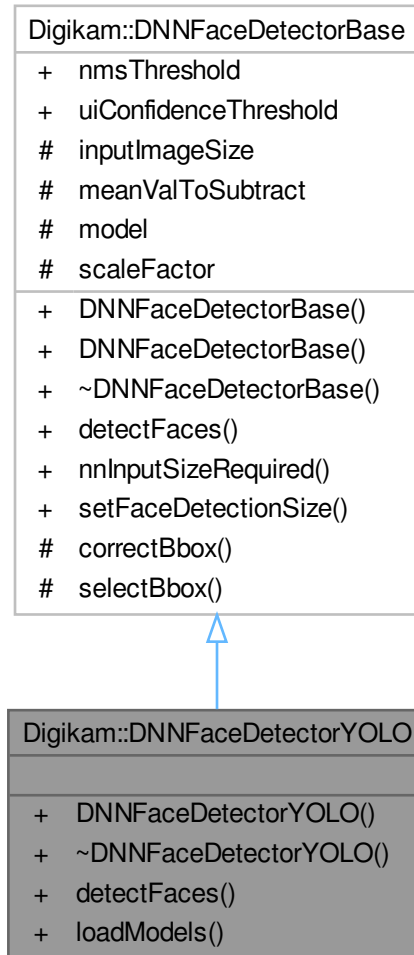 Digikam::DNNFaceDetectorBase
+ nmsThreshold
+ uiConfidenceThreshold
# inputImageSize
# meanValToSubtract
# model
# scaleFactor
+ DNNFaceDetectorBase()
+ DNNFaceDetectorBase()
+ ~DNNFaceDetectorBase()
+ detectFaces()
+ nnInputSizeRequired()
+ setFaceDetectionSize()
# correctBbox()
# selectBbox()
Digikam::DNNFaceDetectorYOLO
+ DNNFaceDetectorYOLO()
+ ~DNNFaceDetectorYOLO()
+ detectFaces()
+ loadModels()